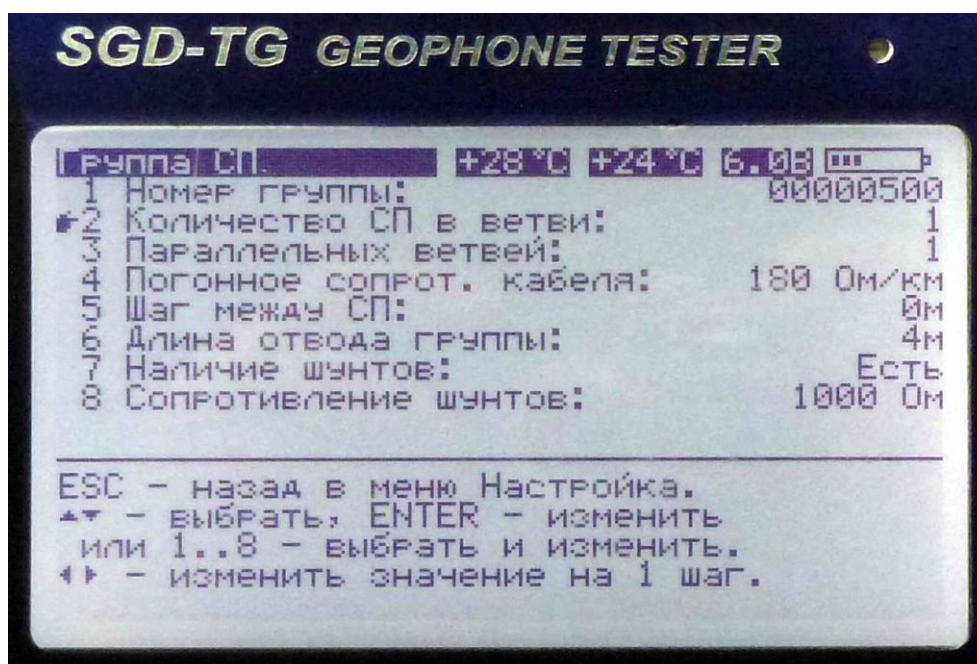 SGD-TG GEOPHONE TESTER
Группа СП. +28 °C +24 °C 6.0В
1 Номер группы: 00000500
2 Количество СП в ветви: 1
3 Параллельных ветвей: 1
4 Погонное сопрот. кабеля: 180 Ом/км
5 Шаг между СП: 0м
6 Длина отвода группы: 4м
7 Наличие шунтов: Есть
8 Сопротивление шунтов: 1000 Ом
ESC - назад в меню Настройка.
▲▼ - выбрать, ENTER - изменить
или 1..8 - выбрать и изменить.
◀▶ - изменить значение на 1 шаг.